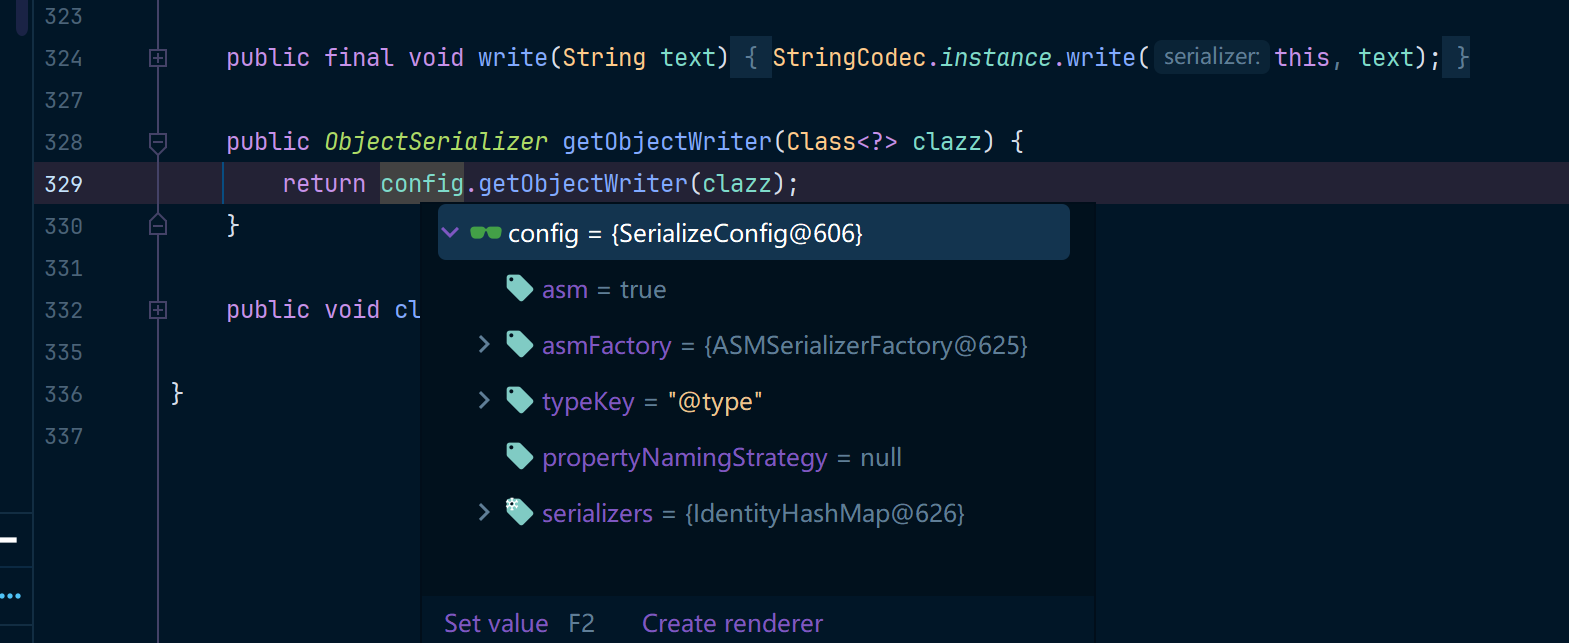 323
324 public final void write(String text) { StringCodec.instance.write( serializer: this, text); }
327
328 public ObjectSerializer getObjectWriter(Class<?> clazz) {
329 return config.getObjectWriter(clazz);
config = {SerializeConfig@606}
330 }
331
asm = true
332 public void cl
335
asmFactory = {ASMSerializerFactory@625}
336 }
typeKey = "@type"
337
propertyNamingStrategy = null
serializers = {IdentityHashMap@626}
Set value F2 Create renderer